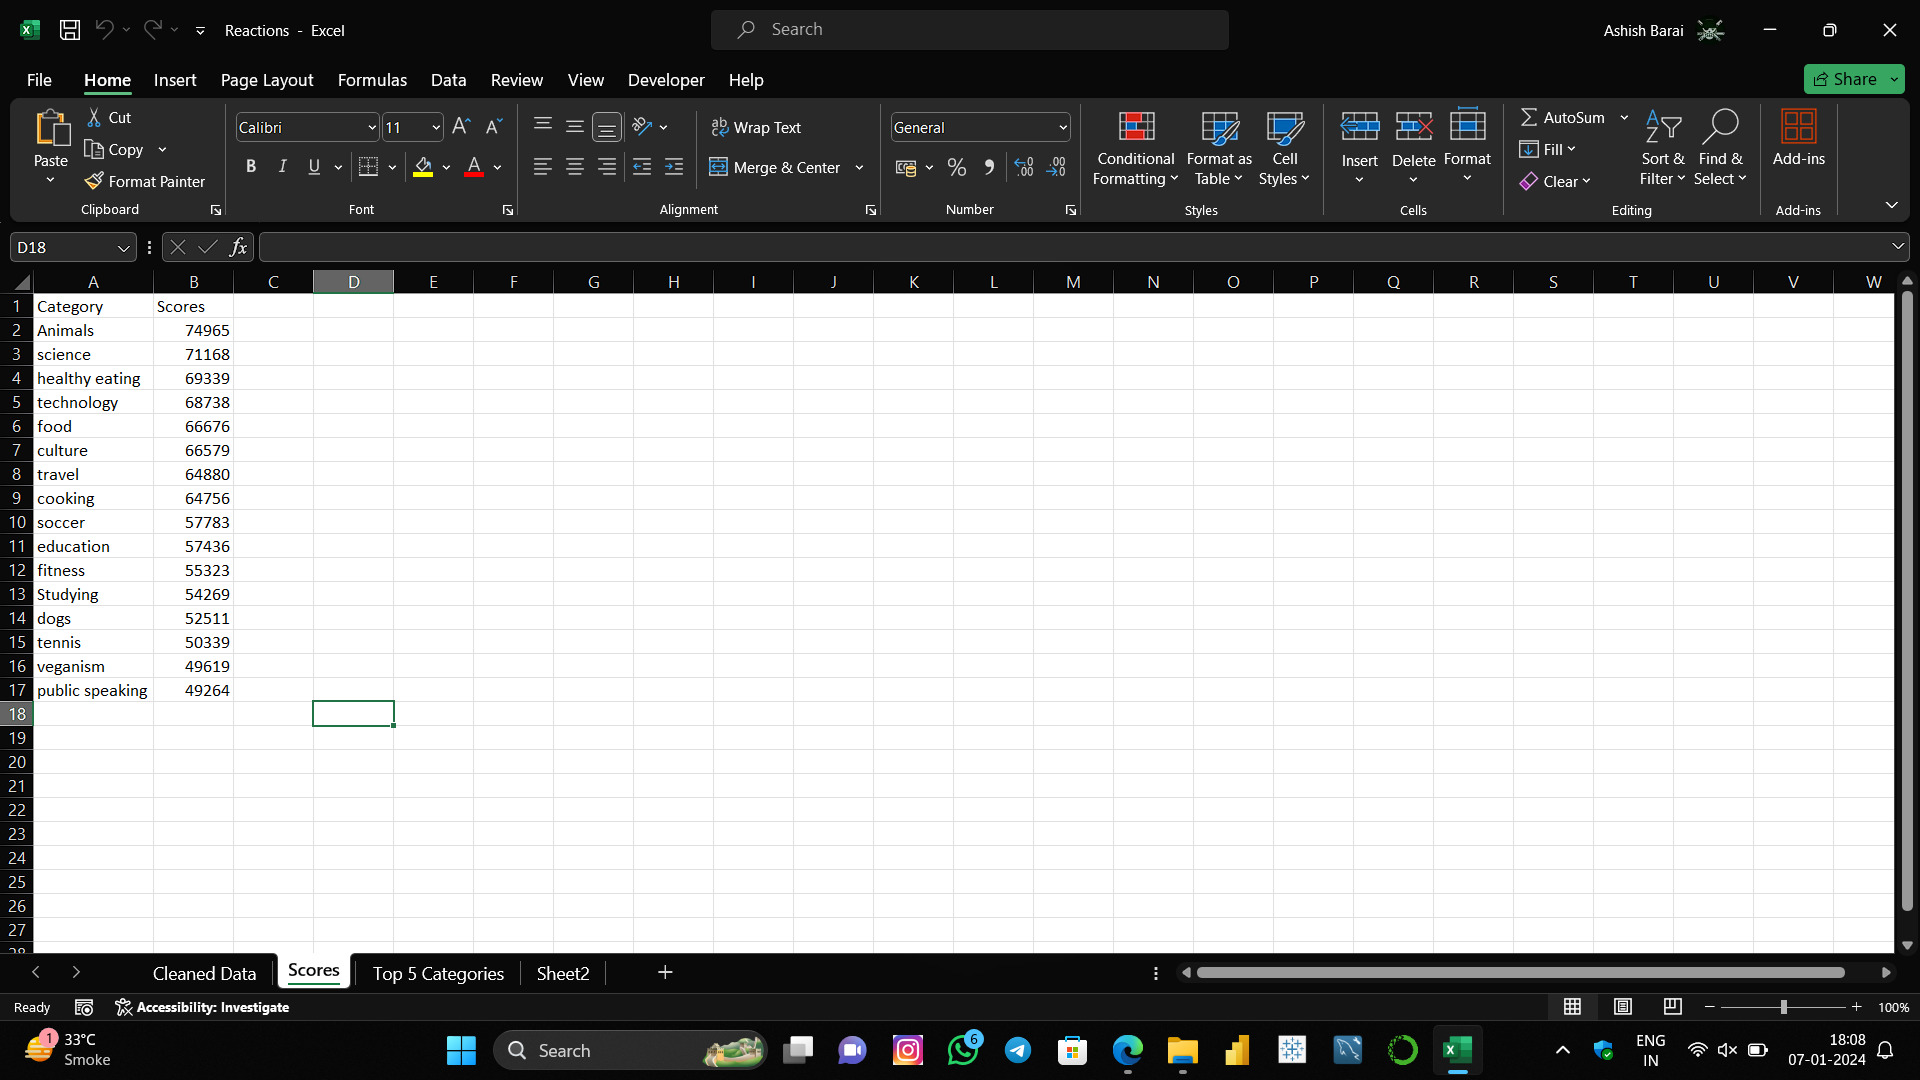 Reactions - Excel
Search
Ashish Barai
File Home Insert Page Layout Formulas Data Review View Developer Help
Share
Paste
Cut
Copy
Format Painter
Clipboard
Calibri 11
B I U
Font
Wrap Text
Merge & Center
Alignment
General
Number
Conditional Formatting
Format as Table
Cell Styles
Styles
Insert Delete Format
Cells
AutoSum
Fill
Clear
Sort & Filter
Find & Select
Editing
Add-ins
Add-ins
D18 fx
A B C D E F G H I J K L M N O P Q R S T U V W
1 Category Scores
2 Animals 74965
3 science 71168
4 healthy eating 69339
5 technology 68738
6 food 66676
7 culture 66579
8 travel 64880
9 cooking 64756
10 soccer 57783
11 education 57436
12 fitness 55323
13 Studying 54269
14 dogs 52511
15 tennis 50339
16 veganism 49619
17 public speaking 49264
18
19
20
21
22
23
24
25
26
27
28
Cleaned Data Scores Top 5 Categories Sheet2
Ready Accessibility: Investigate 100%
1 33°C
Smoke
Search
6
ENG
IN
18:08
07-01-2024